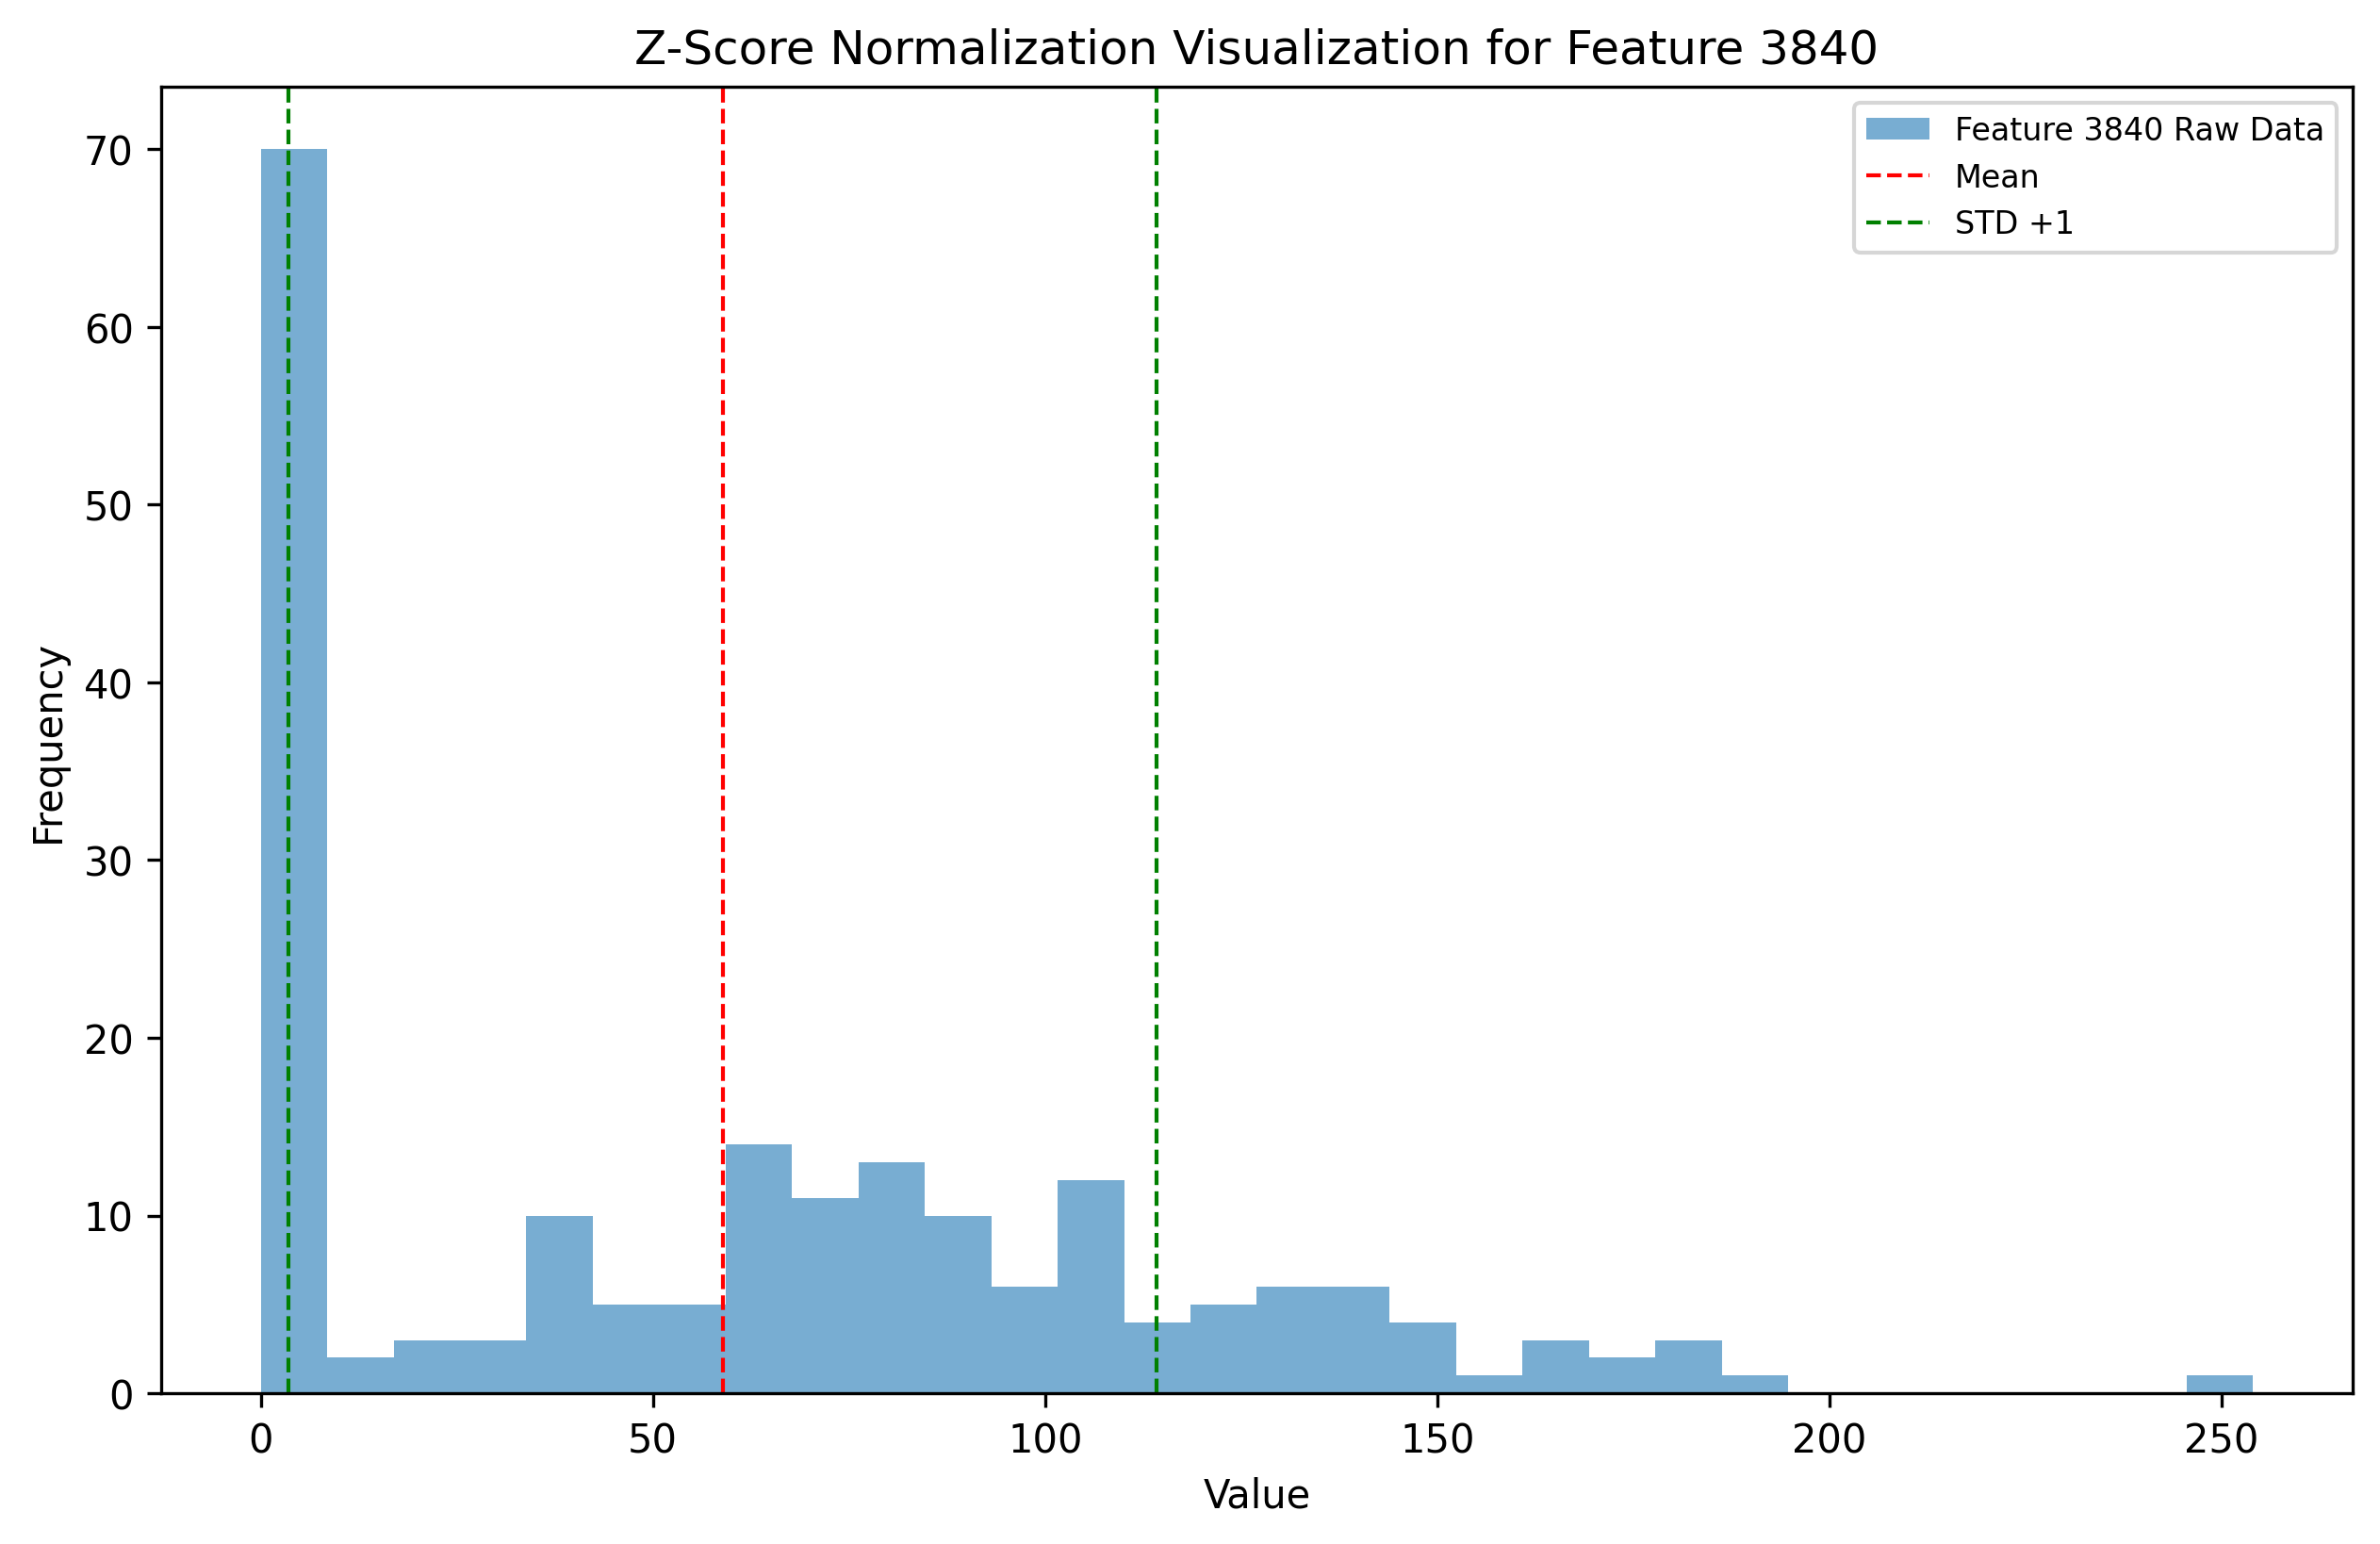 Z-Score Normalization Visualization for Feature 3840
Feature 3840 Raw Data
Mean
STD +1
70
60
50
40
30
20
10
0
Frequency
0 50 100 150 200 250
Value